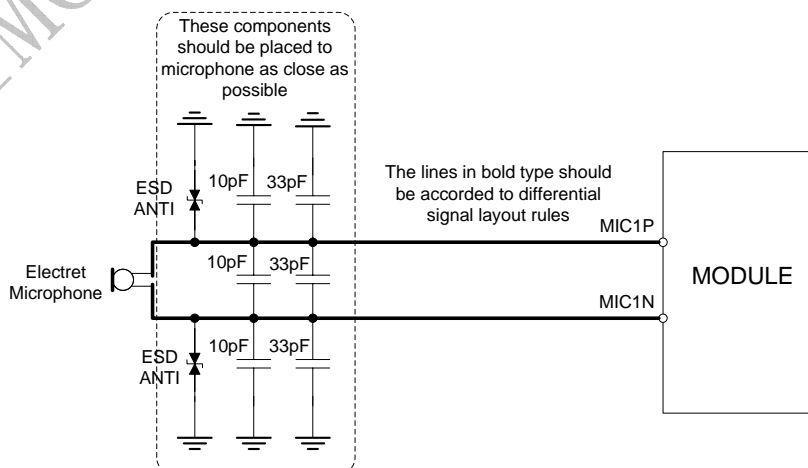 These components
should be placed to
microphone as close as
possible
ESD
ANTI
10pF
33pF
The lines in bold type should
be accorded to differential
signal layout rules
MIC1P
Electret
Microphone
10pF
33pF
MODULE
MIC1N
ESD
ANTI
10pF
33pF